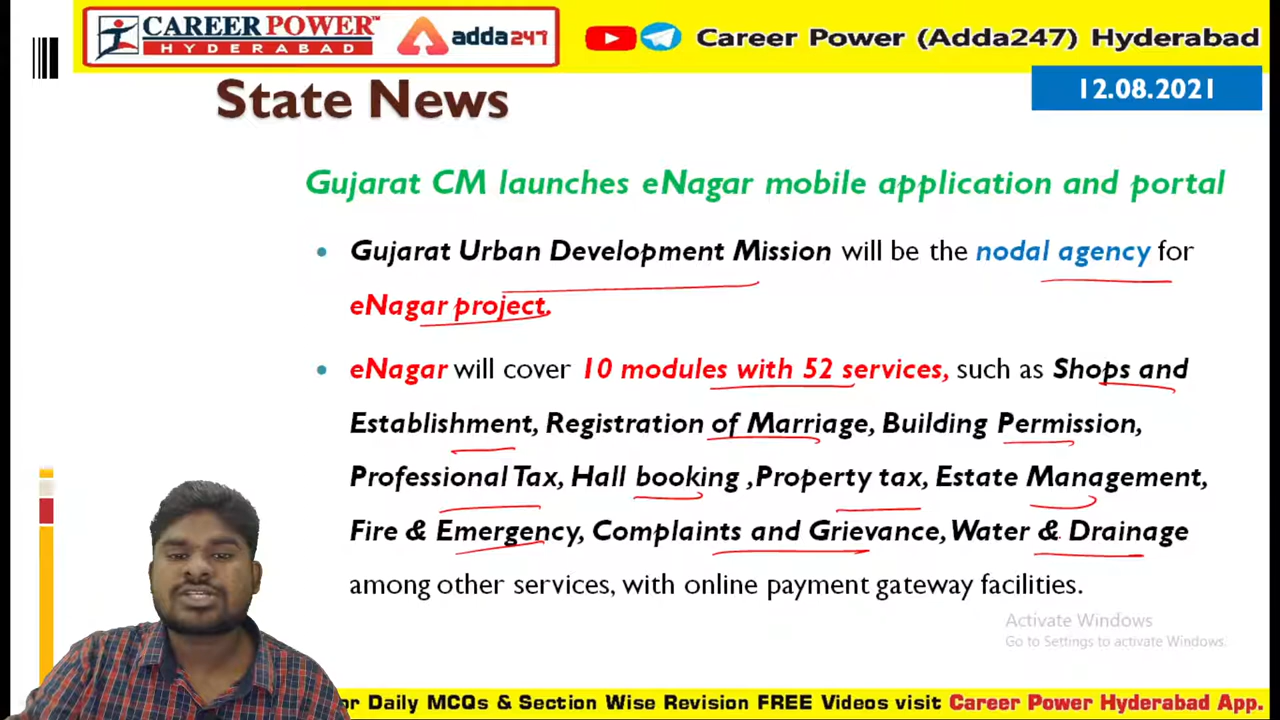 CAREER POWER™
HYDERABAD
adda247
Career Power (Adda247) Hyderabad
State News
12.08.2021
Gujarat CM launches eNagar mobile application and portal
• Gujarat Urban Development Mission will be the nodal agency for
eNagar project.
• eNagar will cover 10 modules with 52 services, such as Shops and
Establishment, Registration of Marriage, Building Permission,
Professional Tax, Hall booking ,Property tax, Estate Management,
Fire & Emergency, Complaints and Grievance, Water & Drainage
among other services, with online payment gateway facilities.
Activate Windows
Go to Settings to activate Windows.
or Daily MCQs & Section Wise Revision FREE Videos visit Career Power Hyderabad App.